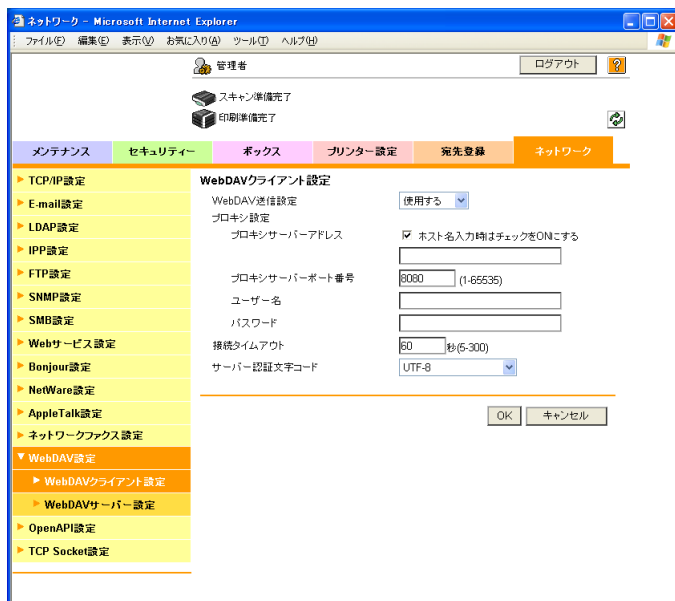 ネットワーク - Microsoft Internet Explorer
ファイル(F) 編集(E) 表示(V) お気に入り(A) ツール(T) ヘルプ(H)
管理者 ログアウト ?
スキャン準備完了
印刷準備完了
メンテナンス セキュリティー ボックス プリンター設定 宛先登録 ネットワーク
TCP/IP設定
E-mail設定
LDAP設定
IPP設定
FTP設定
SNMP設定
SMB設定
Webサービス設定
Bonjour設定
NetWare設定
AppleTalk設定
ネットワークファクス設定
WebDAV設定
WebDAVクライアント設定
WebDAVサーバー設定
OpenAPI設定
TCP Socket設定
WebDAVクライアント設定
WebDAV送信設定 使用する
プロキシ設定
プロキシサーバーアドレス ホスト名入力時はチェックをONにする
プロキシサーバーポート番号 8080 (1-65535)
ユーザー名
パスワード
接続タイムアウト 60 秒(5-300)
サーバー認証文字コード UTF-8
OK キャンセル